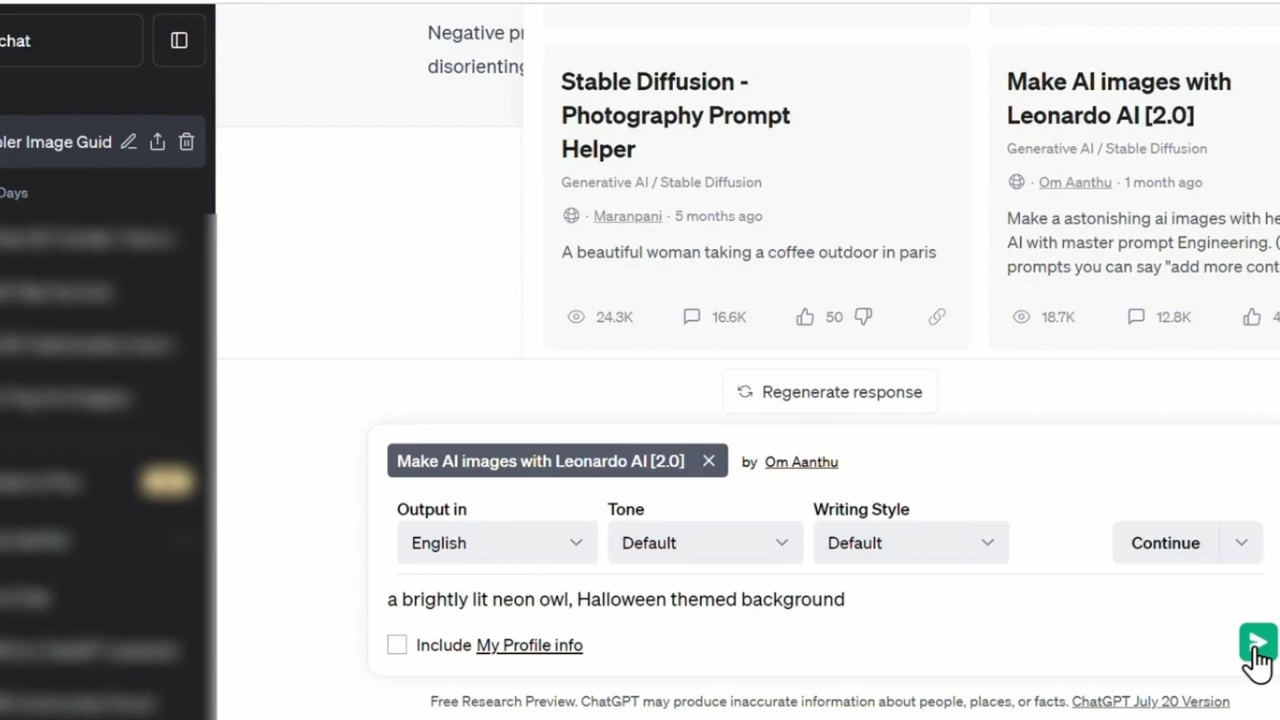 chat
Negative pr
disorienting
oler Image Guid
Days
Stable Diffusion -
Photography Prompt
Helper
Generative AI / Stable Diffusion
· Maranpani · 5 months ago
A beautiful woman taking a coffee outdoor in paris
24.3K 16.6K 50
Make AI images with
Leonardo AI [2.0]
Generative AI / Stable Diffusion
· Om Aanthu · 1 month ago
Make a astonishing ai images with he
AI with master prompt Engineering. (
prompts you can say "add more cont
18.7K 12.8K 4
Regenerate response
Make AI images with Leonardo AI [2.0] × by Om Aanthu
Output in Tone Writing Style
English Default Default Continue
a brightly lit neon owl, Halloween themed background
Include My Profile info
Free Research Preview. ChatGPT may produce inaccurate information about people, places, or facts. ChatGPT July 20 Version